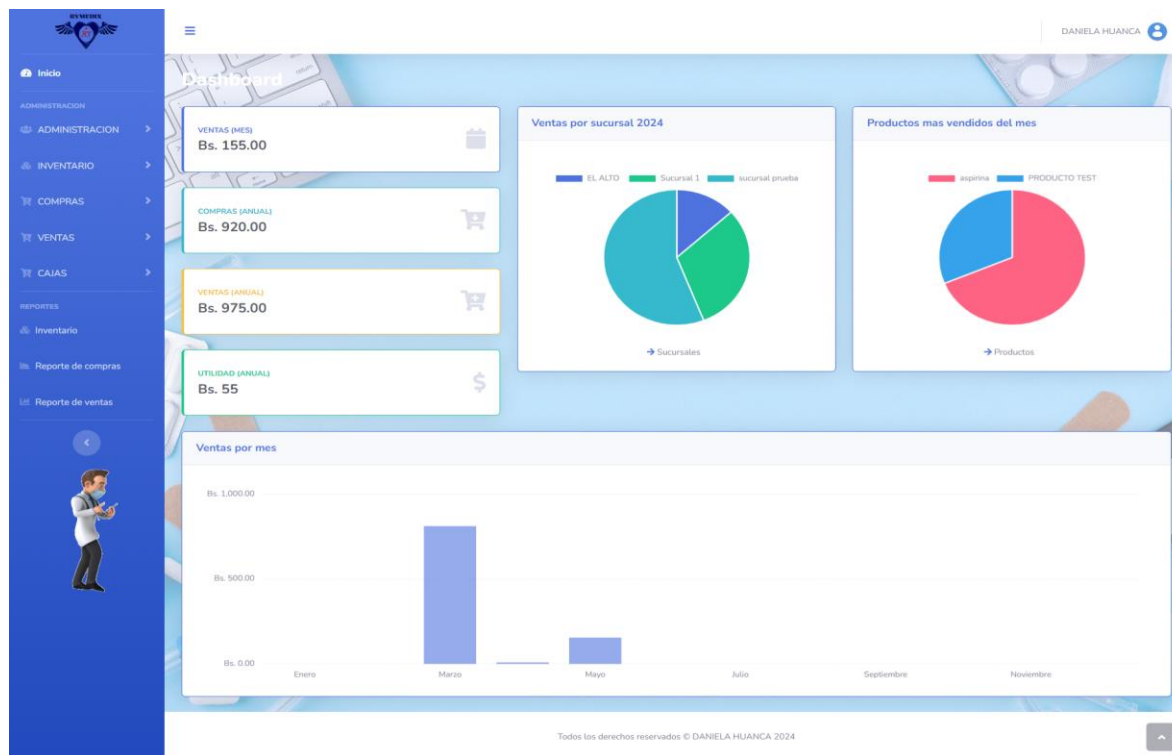 RYMEDIX
DANIELA HUANCA
Inicio
ADMINISTRACION
ADMINISTRACION
INVENTARIO
COMPRAS
VENTAS
CAJAS
REPORTES
Inventario
Reporte de compras
Reporte de ventas
Dashboard
VENTAS (MES)
Bs. 155.00
COMPRAS (ANUAL)
Bs. 920.00
VENTAS (ANUAL)
Bs. 975.00
UTILIDAD (ANUAL)
Bs. 55
Ventas por sucursal 2024
EL ALTO Sucursal 1 sucursal prueba
Sucursales
Productos mas vendidos del mes
aspirina PRODUCTO TEST
Productos
Ventas por mes
Bs. 1,000.00
Bs. 500.00
Bs. 0.00
Enero Marzo Mayo Julio Septiembre Noviembre
Todos los derechos reservados © DANIELA HUANCA 2024